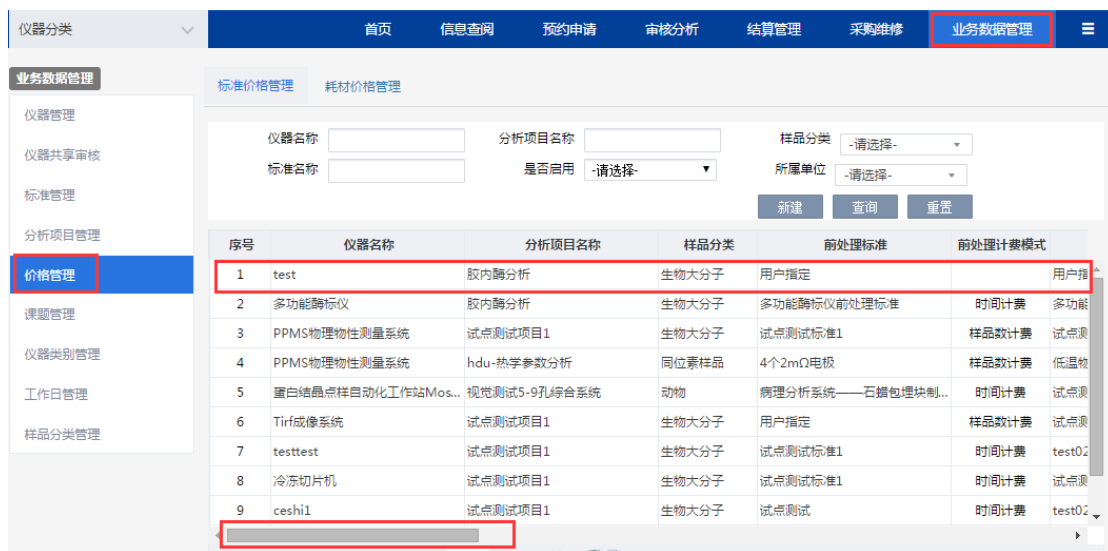 仪器分类 首页 信息查阅 预约申请 审核分析 结算管理 采购维修 业务数据管理
业务数据管理
标准价格管理 耗材价格管理
仪器管理
仪器共享审核
标准管理
分析项目管理
价格管理
课题管理
仪器类别管理
工作日管理
样品分类管理
仪器名称 分析项目名称 样品分类 -请选择-
标准名称 是否启用 -请选择- 所属单位 -请选择-
新建 查询 重置
序号 仪器名称 分析项目名称 样品分类 前处理标准 前处理计费模式
1 test 胶内酶分析 生物大分子 用户指定 用户指
2 多功能酶标仪 胶内酶分析 生物大分子 多功能酶标仪前处理标准 时间计费 多功能
3 PPMS物理物性测量系统 试点测试项目1 生物大分子 试点测试标准1 样品数计费 试点测
4 PPMS物理物性测量系统 hdu-热学参数分析 同位素样品 4个2mΩ电极 样品数计费 低温物
5 蛋白结晶点样自动化工作站Mos... 视觉测试5-9孔综合系统 动物 病理分析系统——石蜡包埋块制... 时间计费 试点测
6 Tirf成像系统 试点测试项目1 生物大分子 用户指定 样品数计费 试点测
7 testtest 试点测试项目1 生物大分子 试点测试标准1 时间计费 test02
8 冷冻切片机 试点测试项目1 生物大分子 试点测试标准1 时间计费 试点测
9 ceshi1 试点测试项目1 生物大分子 试点测试 时间计费 test02